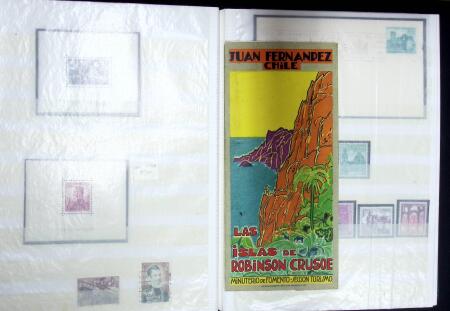 JUAN FERNANDEZ
CHILE
LAS
ISLAS DE
ROBINSON CRUSOE
MINISTERIO DE FOMENTO-SECCION TURISMO